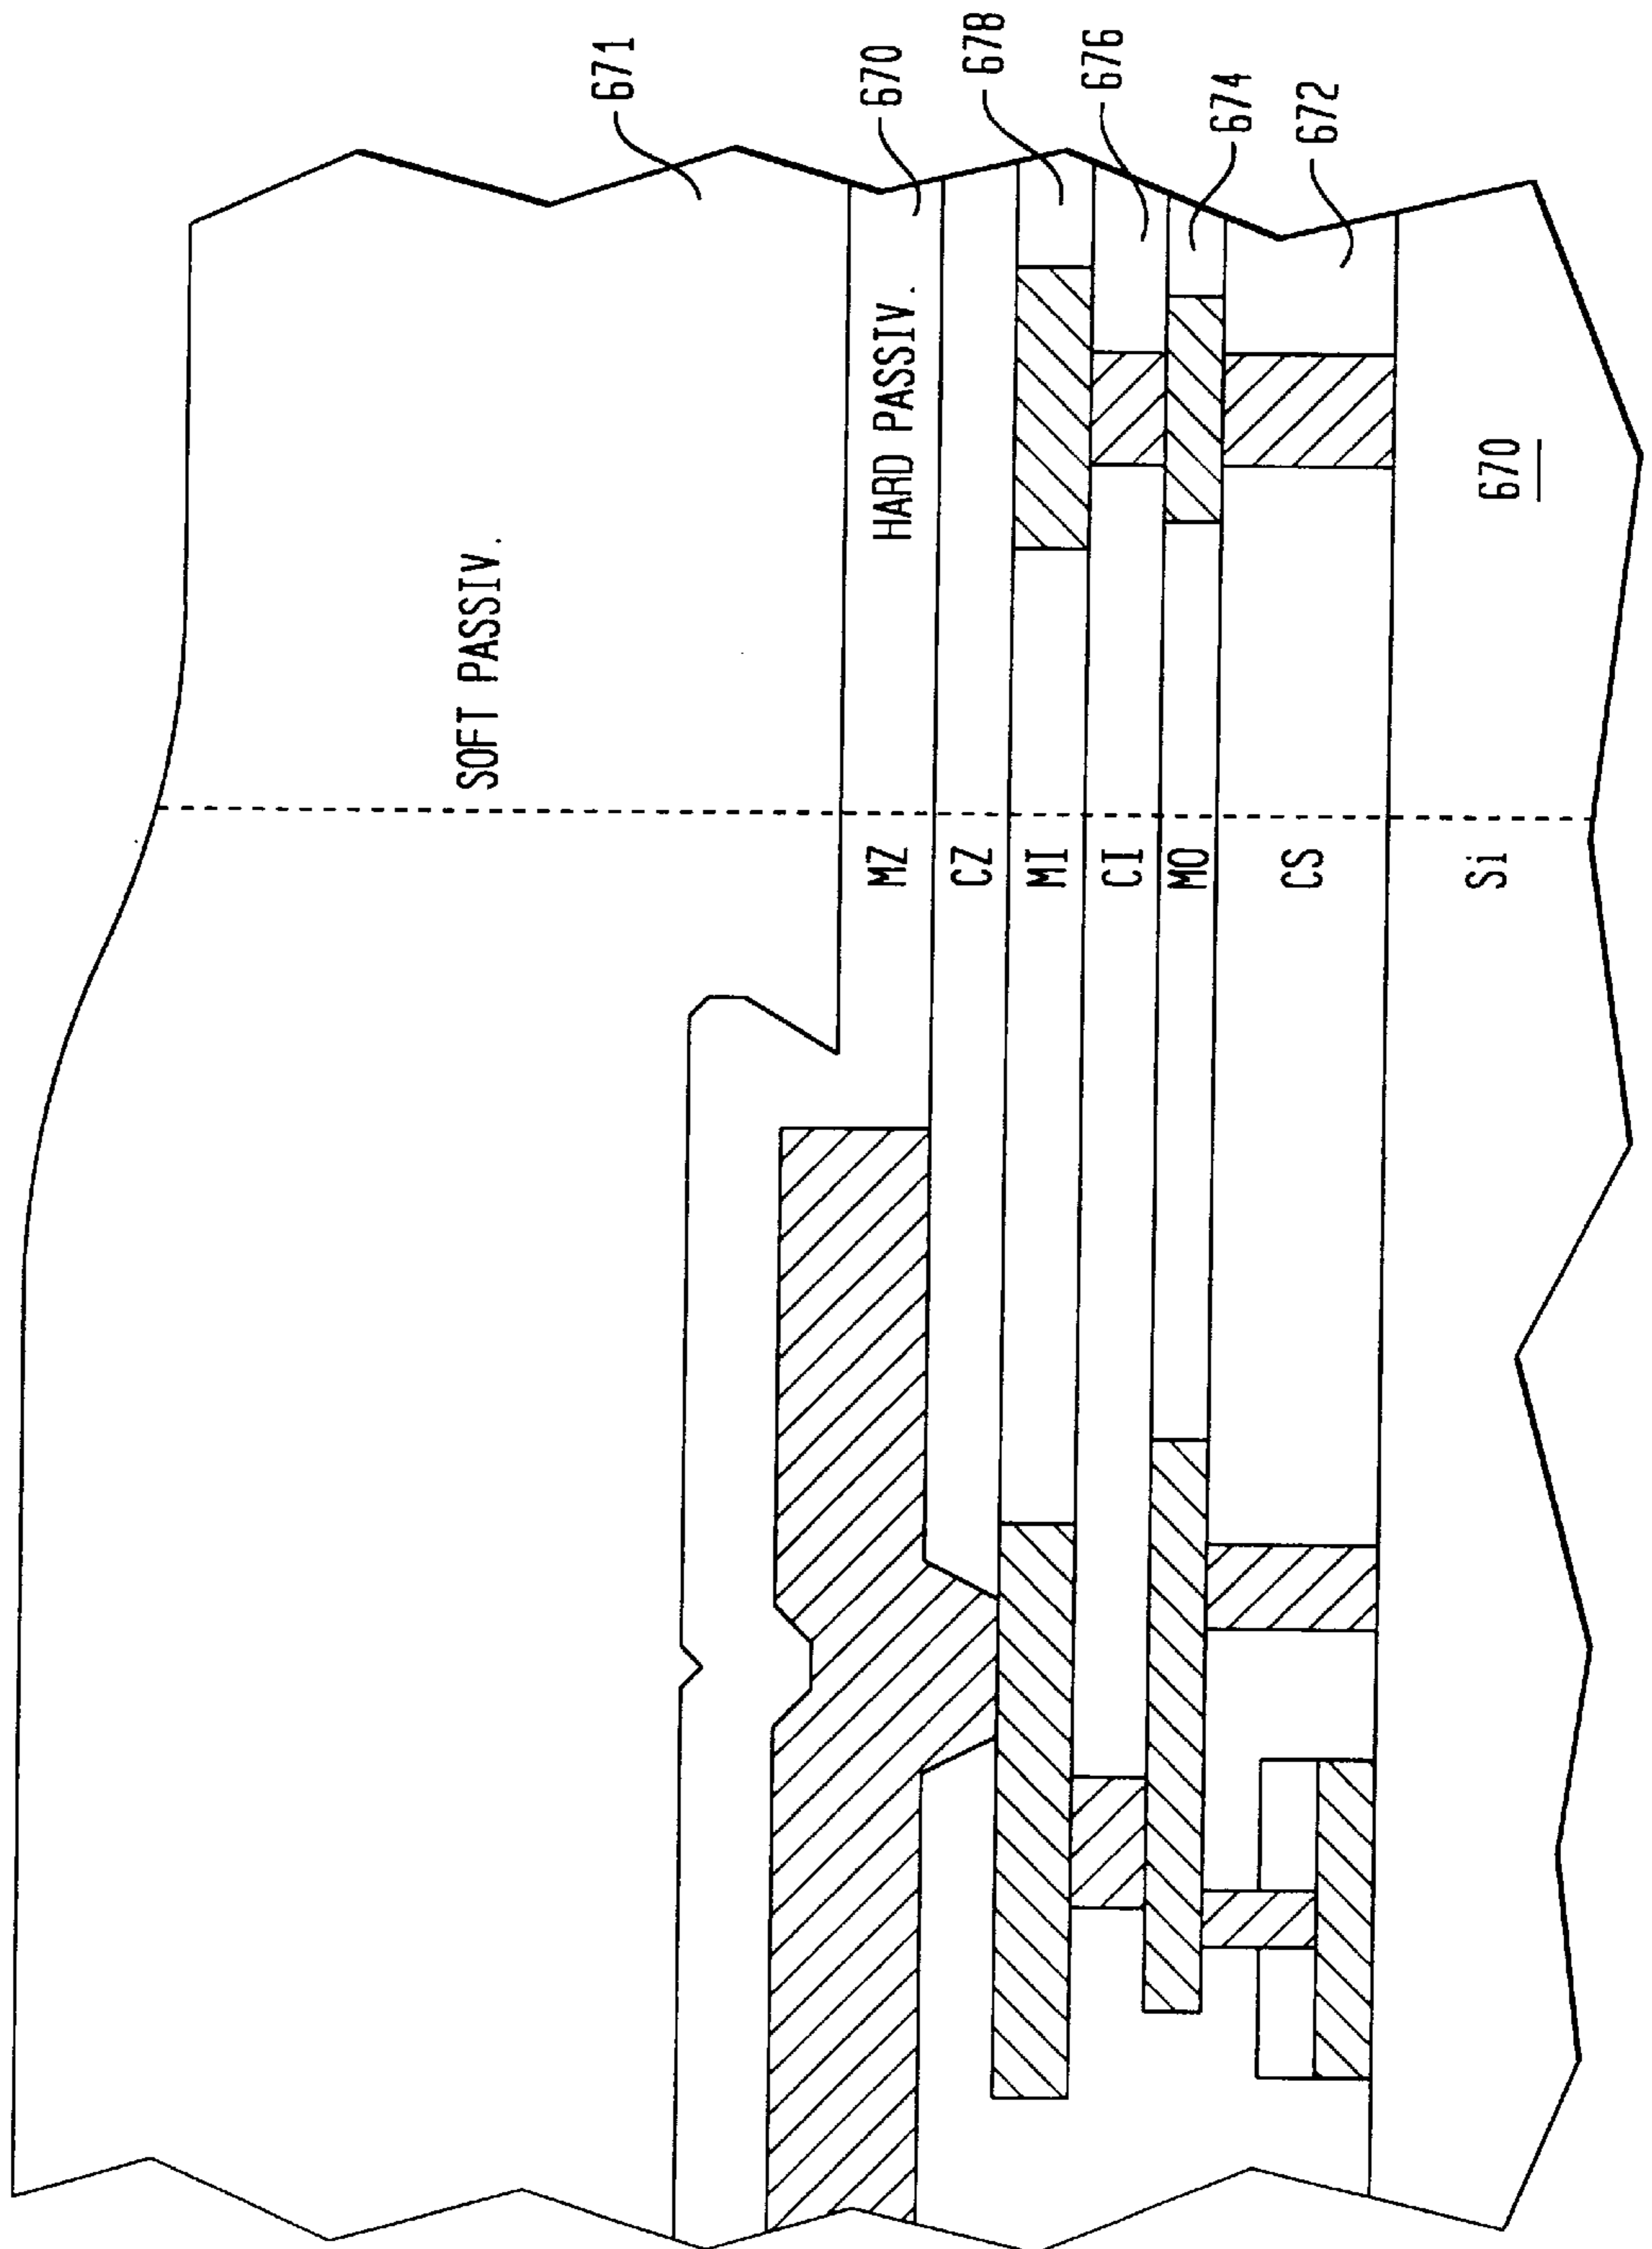 SOFT PASSIV.
671
HARD PASSIV.
670
678
676
674
672
670
MZ
CZ
MI
CI
MO
CS
Si